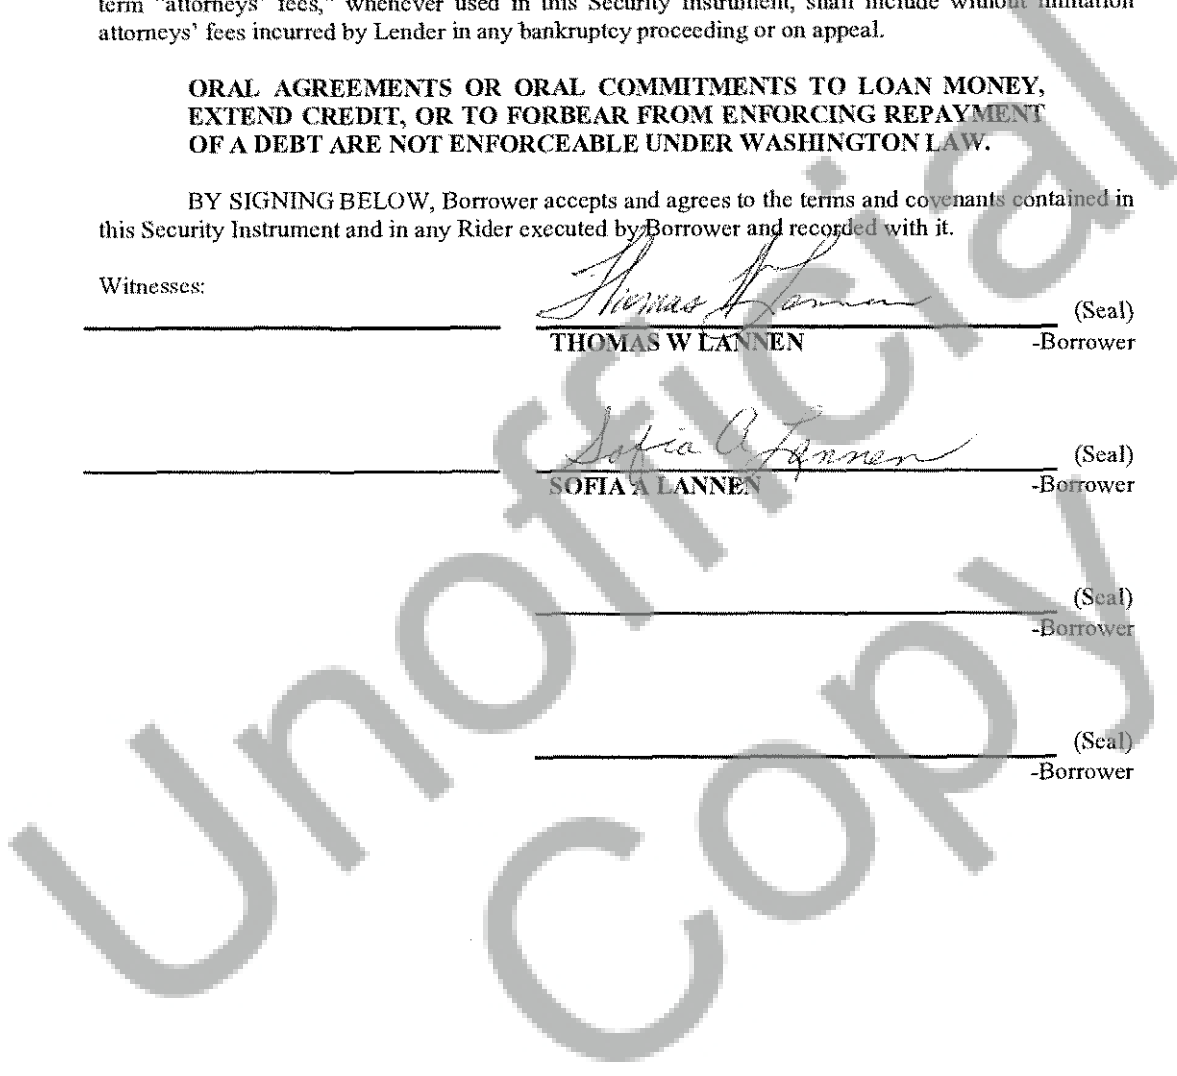 term "attorneys' fees," whenever used in this Security Instrument, shall include without limitation
attorneys' fees incurred by Lender in any bankruptcy proceeding or on appeal.
ORAL AGREEMENTS OR ORAL COMMITMENTS TO LOAN MONEY,
EXTEND CREDIT, OR TO FORBEAR FROM ENFORCING REPAYMENT
OF A DEBT ARE NOT ENFORCEABLE UNDER WASHINGTON LAW.
BY SIGNING BELOW, Borrower accepts and agrees to the terms and covenants contained in
this Security Instrument and in any Rider executed by Borrower and recorded with it.
Witnesses:
Thomas W Lannen (Seal)
THOMAS W LANNEN -Borrower
Sofia A Lannen (Seal)
SOFIA A LANNEN -Borrower
(Seal)
-Borrower
(Seal)
-Borrower
Unofficial
Copy